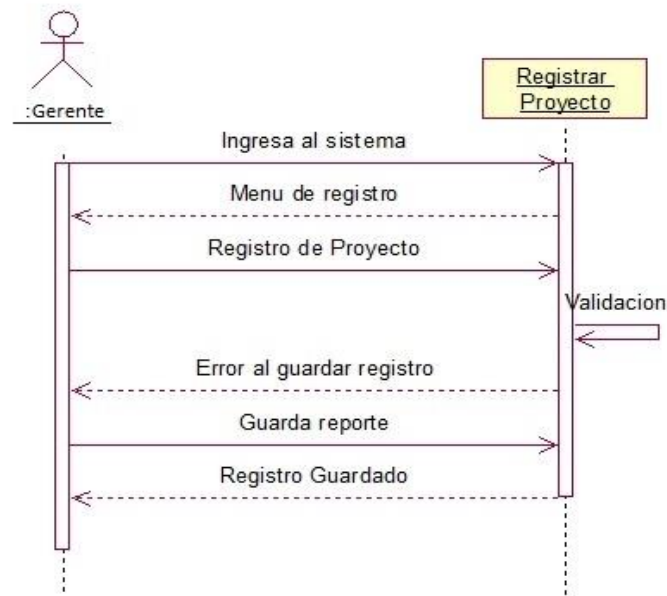 :Gerente
Registrar
Proyecto
Ingresa al sistema
Menu de registro
Registro de Proyecto
Validacion
Error al guardar registro
Guarda reporte
Registro Guardado